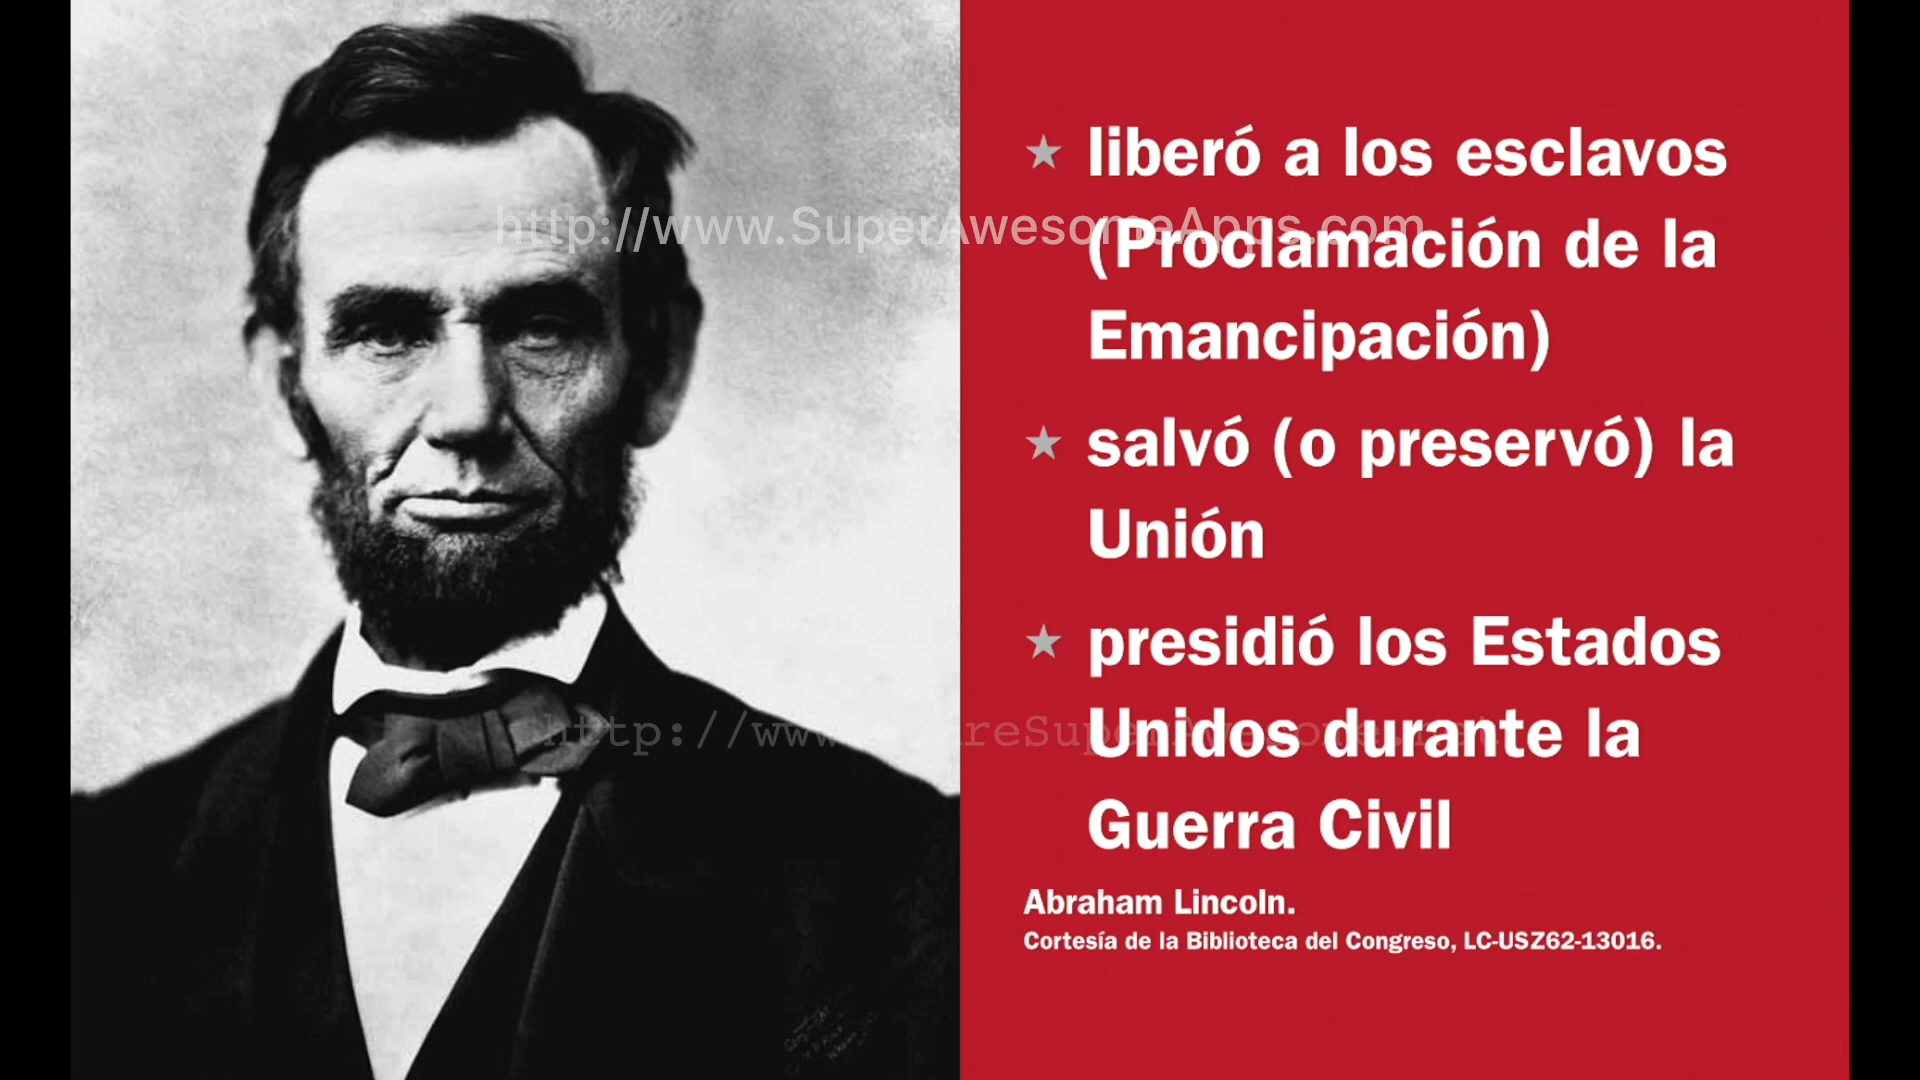 http://www.SuperAwesomeApps.com
★ liberó a los esclavos
(Proclamación de la
Emancipación)
★ salvó (o preservó) la
Unión
★ presidió los Estados
Unidos durante la
Guerra Civil
Abraham Lincoln.
Cortesía de la Biblioteca del Congreso, LC-USZ62-13016.